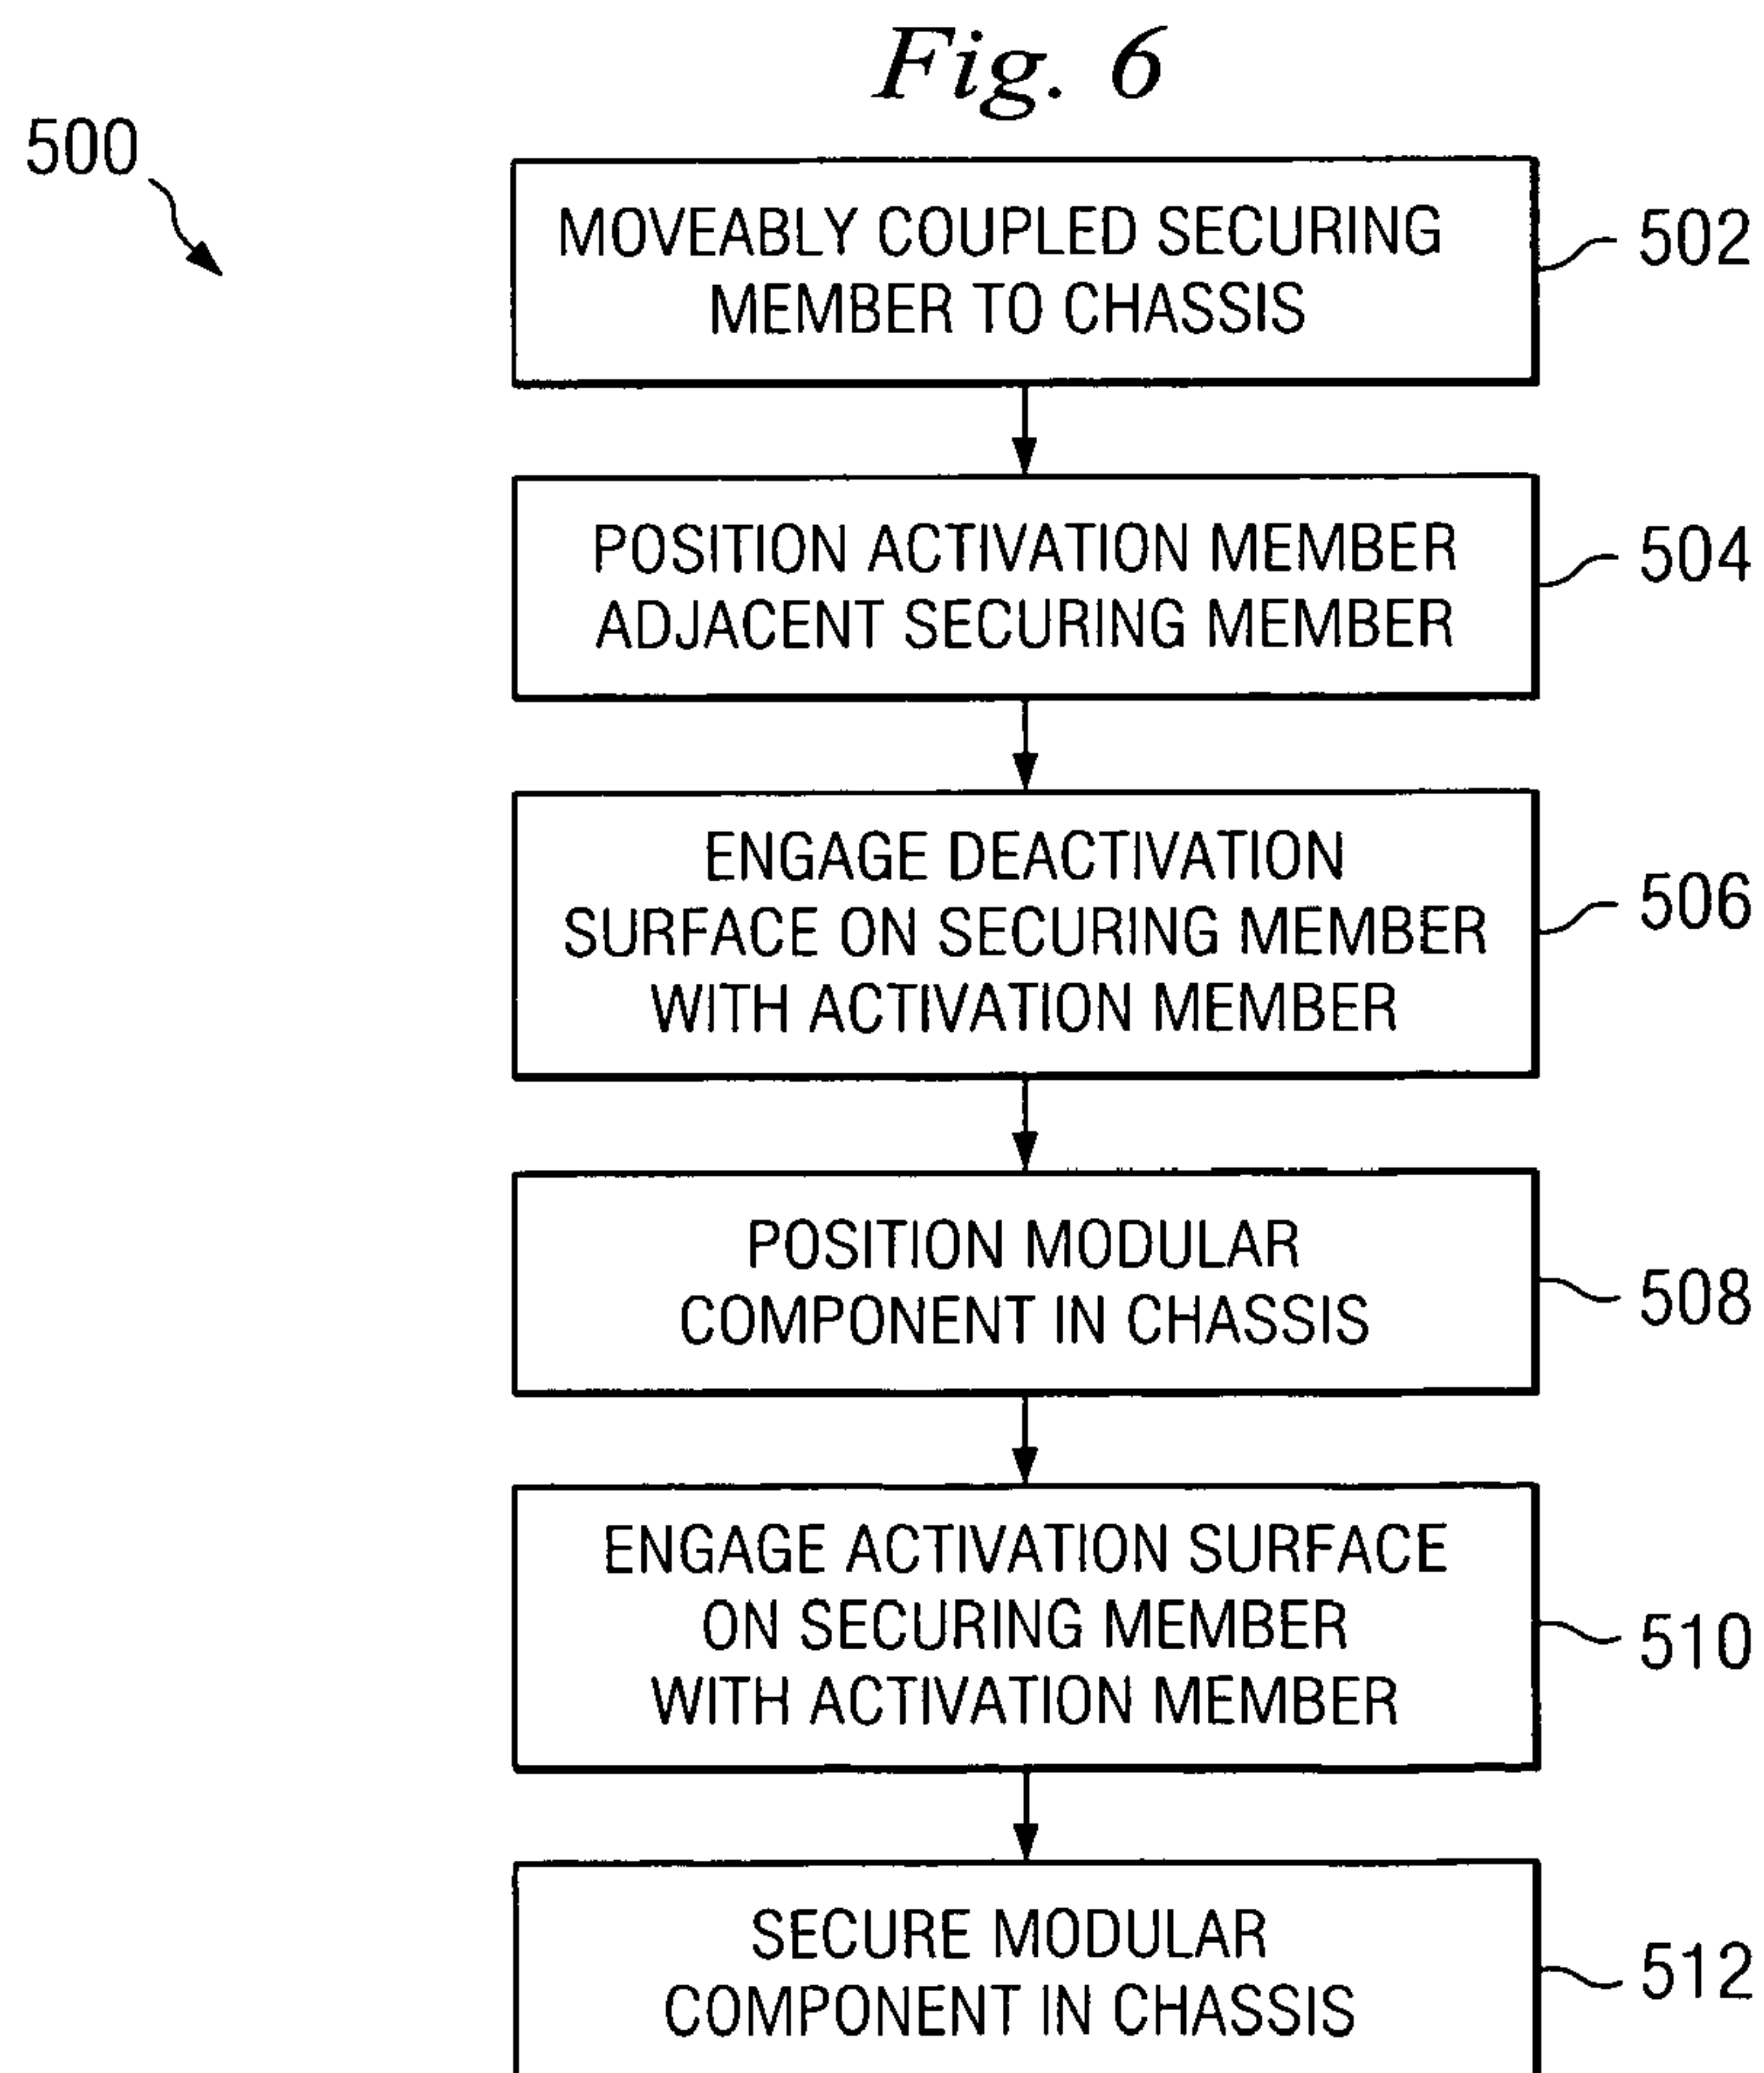 Fig. 6
500
MOVEABLY COUPLED SECURING
MEMBER TO CHASSIS
502
POSITION ACTIVATION MEMBER
ADJACENT SECURING MEMBER
504
ENGAGE DEACTIVATION
SURFACE ON SECURING MEMBER
WITH ACTIVATION MEMBER
506
POSITION MODULAR
COMPONENT IN CHASSIS
508
ENGAGE ACTIVATION SURFACE
ON SECURING MEMBER
WITH ACTIVATION MEMBER
510
SECURE MODULAR
COMPONENT IN CHASSIS
512